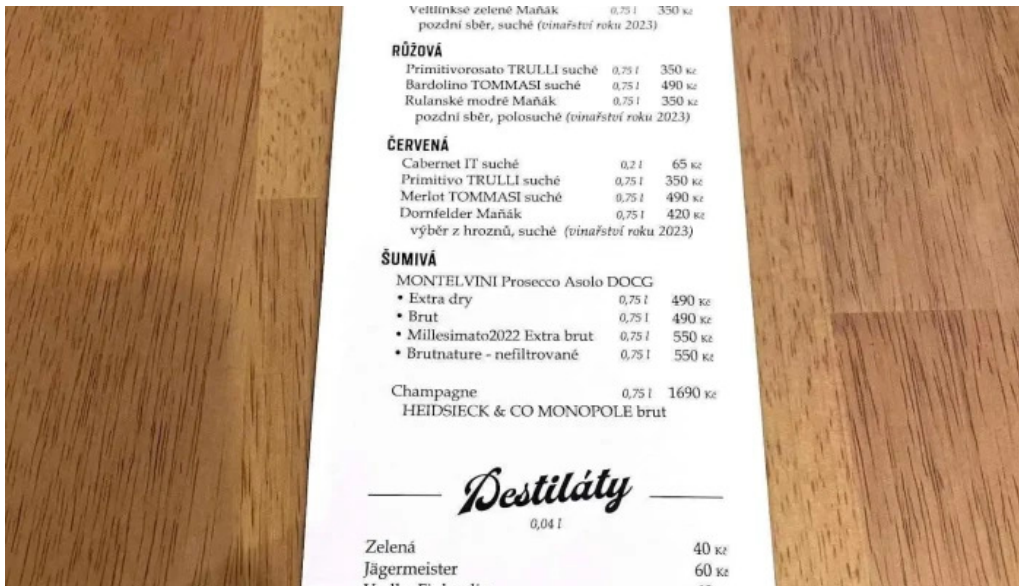 Veltlínksé zelené Maňák 0,75 l 350 Kč
pozdní sběr, suché (vinařství roku 2023)
RŮŽOVÁ
Primitivorosato TRULLI suché 0,75 l 350 Kč
Bardolino TOMMASI suché 0,75 l 490 Kč
Rulanské modré Maňák 0,75 l 350 Kč
pozdní sběr, polosuché (vinařství roku 2023)
ČERVENÁ
Cabernet IT suché 0,2 l 65 Kč
Primitivo TRULLI suché 0,75 l 350 Kč
Merlot TOMMASI suché 0,75 l 490 Kč
Dornfelder Maňák 0,75 l 420 Kč
výběr z hroznů, suché (vinařství roku 2023)
ŠUMIVÁ
MONTELVINI Prosecco Asolo DOCG
• Extra dry 0,75 l 490 Kč
• Brut 0,75 l 490 Kč
• Millesimato2022 Extra brut 0,75 l 550 Kč
• Brutnature - nefiltrované 0,75 l 550 Kč
Champagne 0,75 l 1690 Kč
HEIDSIECK & CO MONOPOLE brut
Destiláty
0,04 l
Zelená 40 Kč
Jägermeister 60 Kč